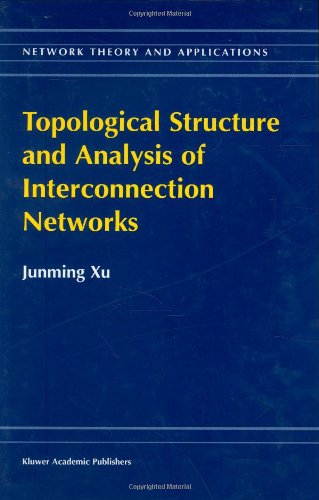 NETWORK THEORY AND APPLICATIONS
Topological Structure
and Analysis of
Interconnection
Networks
Junming Xu
Kluwer Academic Publishers